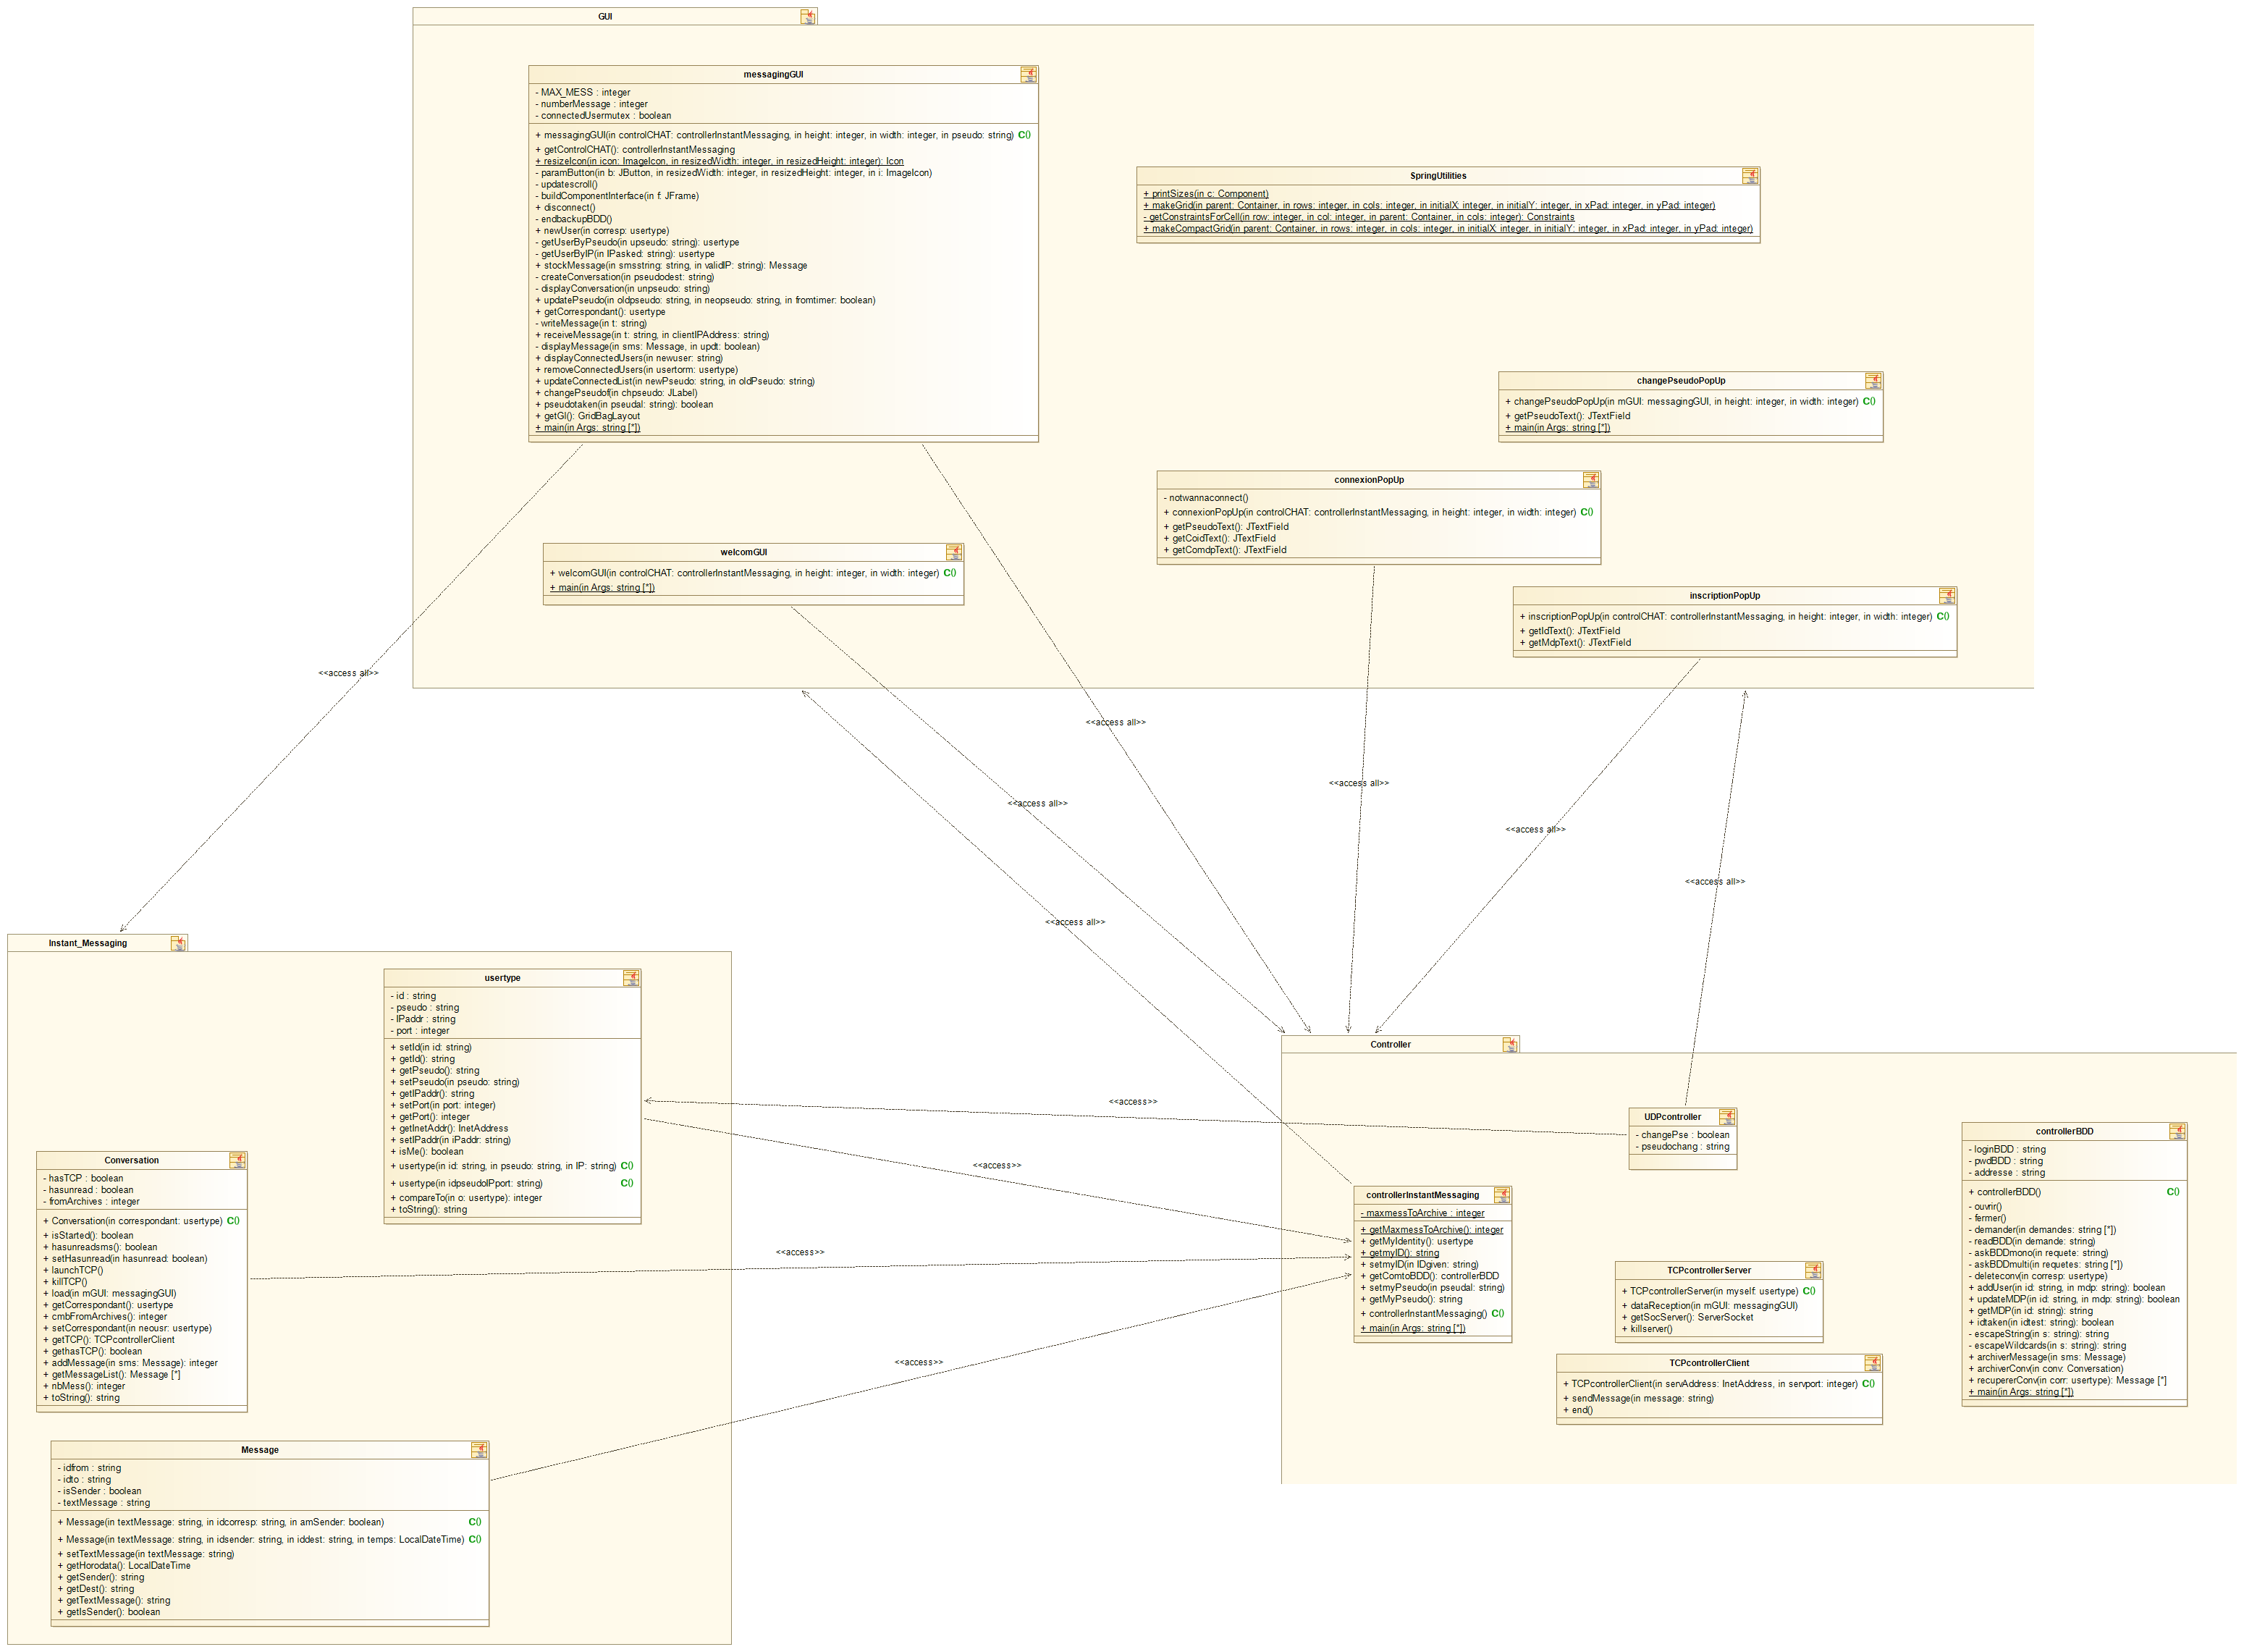 GUI
messagingGUI
- MAX_MESS : integer
- numberMessage : integer
- connectedUsermutex : boolean
+ messagingGUI(in controlCHAT: controllerInstantMessaging, in height: integer, in width: integer, in pseudo: string) C()
+ getControlCHAT(): controllerInstantMessaging
+ resizeIcon(in icon: ImageIcon, in resizedWidth: integer, in resizedHeight: integer): Icon
- paramButton(in b: JButton, in resizedWidth: integer, in resizedHeight: integer, in i: ImageIcon)
- updatescroll()
- buildComponentInterface(in f: JFrame)
+ disconnect()
- endbackupBDD()
+ newUser(in corresp: usertype)
- getUserByPseudo(in upseudo: string): usertype
- getUserByIP(in IPasked: string): usertype
+ stockMessage(in smsstring: string, in validIP: string): Message
- createConversation(in pseudodest: string)
- displayConversation(in unpseudo: string)
+ updatePseudo(in oldpseudo: string, in neopseudo: string, in fromtimer: boolean)
+ getCorrespondant(): usertype
- writeMessage(in t: string)
+ receiveMessage(in t: string, in clientIPAddress: string)
- displayMessage(in sms: Message, in updt: boolean)
+ displayConnectedUsers(in newuser: string)
+ removeConnectedUsers(in usertorm: usertype)
+ updateConnectedList(in newPseudo: string, in oldPseudo: string)
+ changePseudof(in chpseudo: JLabel)
+ pseudotaken(in pseudal: string): boolean
+ getGl(): GridBagLayout
+ main(in Args: string [*])
SpringUtilities
+ printSizes(in c: Component)
+ makeGrid(in parent: Container, in rows: integer, in cols: integer, in initialX: integer, in initialY: integer, in xPad: integer, in yPad: integer)
- getConstraintsForCell(in row: integer, in col: integer, in parent: Container, in cols: integer): Constraints
+ makeCompactGrid(in parent: Container, in rows: integer, in cols: integer, in initialX: integer, in initialY: integer, in xPad: integer, in yPad: integer)
changePseudoPopUp
+ changePseudoPopUp(in mGUI: messagingGUI, in height: integer, in width: integer) C()
+ getPseudoText(): JTextField
+ main(in Args: string [*])
connexionPopUp
- notwannaconnect()
+ connexionPopUp(in controlCHAT: controllerInstantMessaging, in height: integer, in width: integer) C()
+ getPseudoText(): JTextField
+ getCoidText(): JTextField
+ getComdpText(): JTextField
welcomGUI
+ welcomGUI(in controlCHAT: controllerInstantMessaging, in height: integer, in width: integer) C()
+ main(in Args: string [*])
inscriptionPopUp
+ inscriptionPopUp(in controlCHAT: controllerInstantMessaging, in height: integer, in width: integer) C()
+ getIdText(): JTextField
+ getMdpText(): JTextField
<<access all>>
<<access all>>
<<access all>>
<<access all>>
<<access all>>
<<access all>>
<<access all>>
Instant_Messaging
usertype
- id : string
- pseudo : string
- IPaddr : string
- port : integer
+ setId(in id: string)
+ getId(): string
+ getPseudo(): string
+ setPseudo(in pseudo: string)
+ getIPaddr(): string
+ setPort(in port: integer)
+ getPort(): integer
+ getInetAddr(): InetAddress
+ setIPaddr(in iPaddr: string)
+ isMe(): boolean
+ usertype(in id: string, in pseudo: string, in IP: string) C()
+ usertype(in idpseudoIPport: string) C()
+ compareTo(in o: usertype): integer
+ toString(): string
Conversation
- hasTCP : boolean
- hasunread : boolean
- fromArchives : integer
+ Conversation(in correspondant: usertype) C()
+ isStarted(): boolean
+ hasunreadsms(): boolean
+ setHasunread(in hasunread: boolean)
+ launchTCP()
+ killTCP()
+ load(in mGUI: messagingGUI)
+ getCorrespondant(): usertype
+ cmbFromArchives(): integer
+ setCorrespondant(in neousr: usertype)
+ getTCP(): TCPcontrollerClient
+ gethasTCP(): boolean
+ addMessage(in sms: Message): integer
+ getMessageList(): Message [*]
+ nbMess(): integer
+ toString(): string
Message
- idfrom : string
- idto : string
- isSender : boolean
- textMessage : string
+ Message(in textMessage: string, in idcorresp: string, in amSender: boolean) C()
+ Message(in textMessage: string, in idsender: string, in iddest: string, in temps: LocalDateTime) C()
+ setTextMessage(in textMessage: string)
+ getHorodata(): LocalDateTime
+ getSender(): string
+ getDest(): string
+ getTextMessage(): string
+ getIsSender(): boolean
<<access>>
<<access>>
<<access>>
<<access>>
Controller
UDPcontroller
- changePse : boolean
- pseudochang : string
controllerInstantMessaging
- maxmessToArchive : integer
+ getMaxmessToArchive(): integer
+ getMyIdentity(): usertype
+ getmyID(): string
+ setmyID(in IDgiven: string)
+ getComtoBDD(): controllerBDD
+ setmyPseudo(in pseudal: string)
+ getMyPseudo(): string
+ controllerInstantMessaging() C()
+ main(in Args: string [*])
controllerBDD
- loginBDD : string
- pwdBDD : string
- addresse : string
+ controllerBDD() C()
- ouvrir()
- fermer()
- demander(in demandes: string [*])
- readBDD(in demande: string)
- askBDDmono(in requete: string)
- askBDDmulti(in requetes: string [*])
- deleteconv(in corresp: usertype)
+ addUser(in id: string, in mdp: string): boolean
+ updateMDP(in id: string, in mdp: string): boolean
+ getMDP(in id: string): string
+ idtaken(in idtest: string): boolean
- escapeString(in s: string): string
- escapeWildcards(in s: string): string
+ archiverMessage(in sms: Message)
+ archiverConv(in conv: Conversation)
+ recupererConv(in corr: usertype): Message [*]
+ main(in Args: string [*])
TCPcontrollerServer
+ TCPcontrollerServer(in myself: usertype) C()
+ dataReception(in mGUI: messagingGUI)
+ getSocServer(): ServerSocket
+ killserver()
TCPcontrollerClient
+ TCPcontrollerClient(in servAddress: InetAddress, in servport: integer) C()
+ sendMessage(in message: string)
+ end()